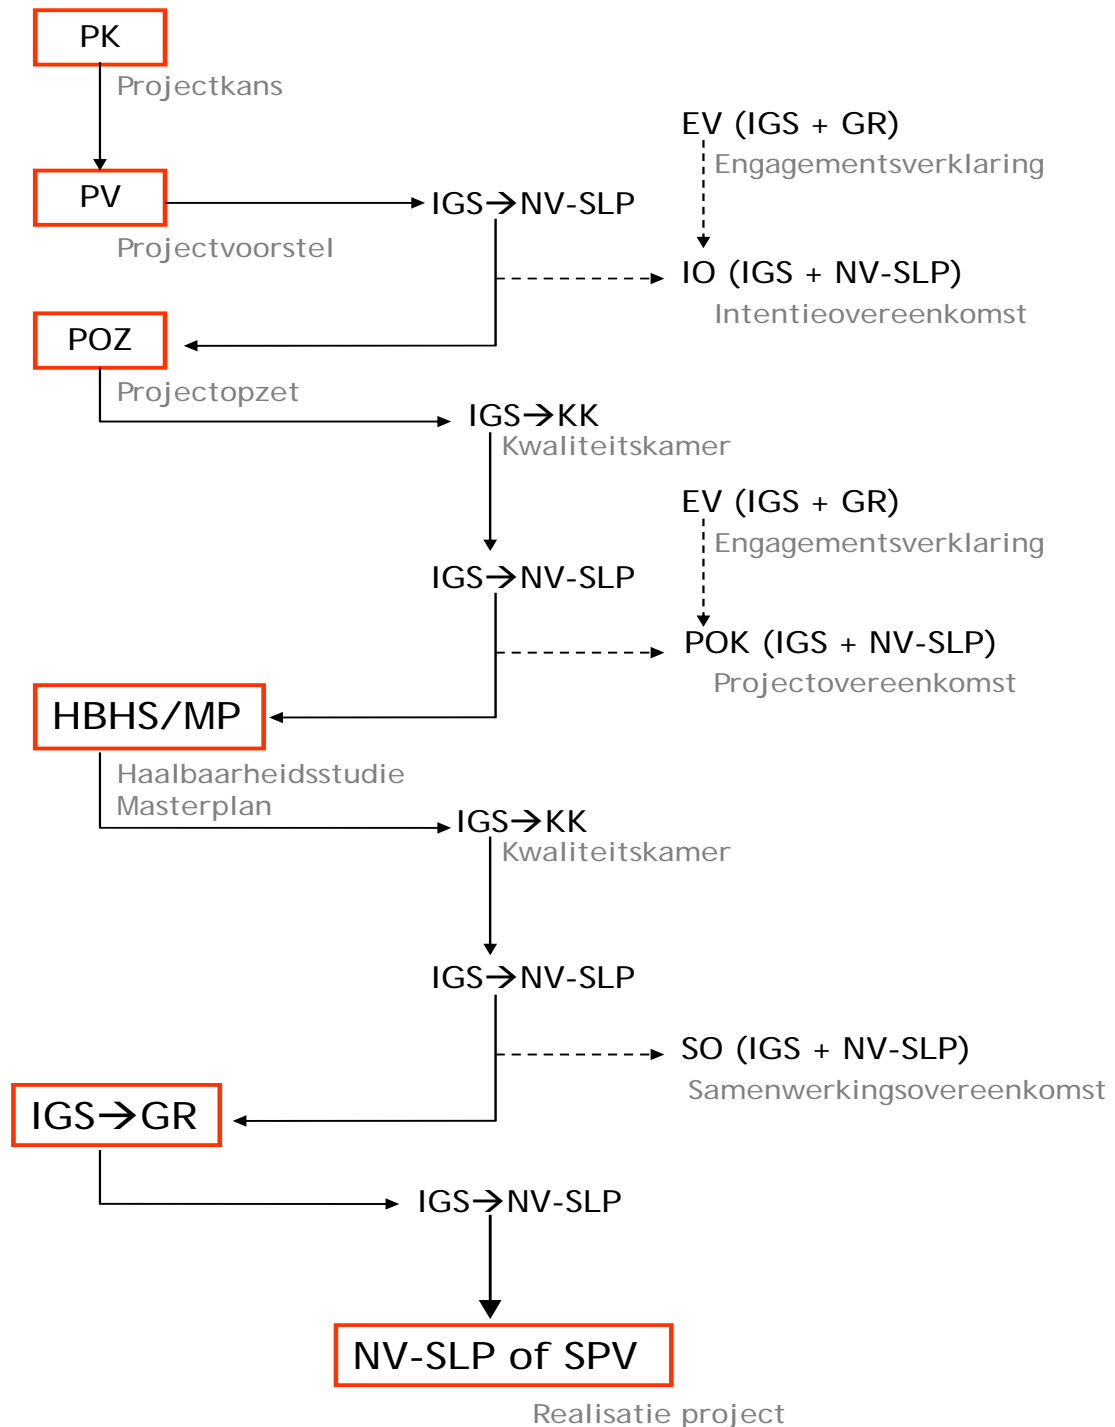 PK
Projectkans
EV (IGS + GR)
Engagementsverklaring
PV
IGS→NV-SLP
Projectvoorstel
IO (IGS + NV-SLP)
Intentieovereenkomst
POZ
Projectopzet
IGS→KK
Kwaliteitskamer
EV (IGS + GR)
Engagementsverklaring
IGS→NV-SLP
POK (IGS + NV-SLP)
Projectovereenkomst
HBHS/MP
Haalbaarheidsstudie
Masterplan
IGS→KK
Kwaliteitskamer
IGS→NV-SLP
SO (IGS + NV-SLP)
Samenwerkingsovereenkomst
IGS→GR
IGS→NV-SLP
NV-SLP of SPV
Realisatie project